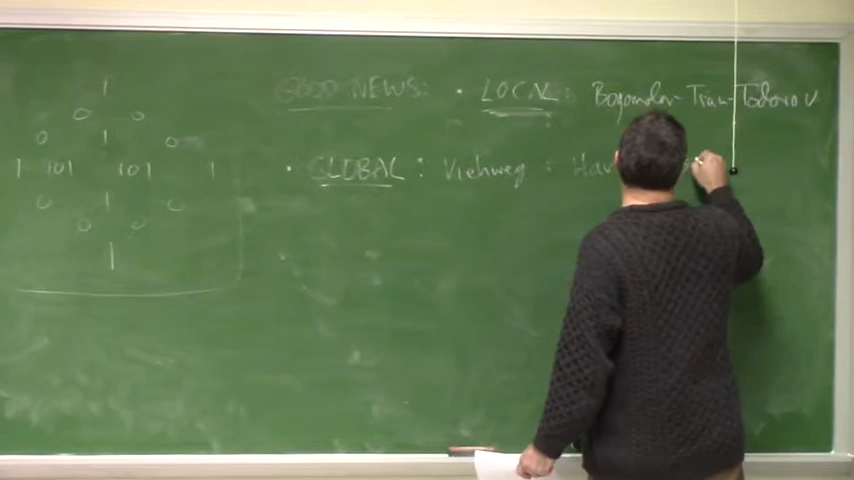 1
0 0
0 1 0
1 101 101 1
0 1 0
0 0
1
GOOD NEWS: • LOCAL: Bogomolov-Tian-Todorov
• GLOBAL: Viehweg : Ha